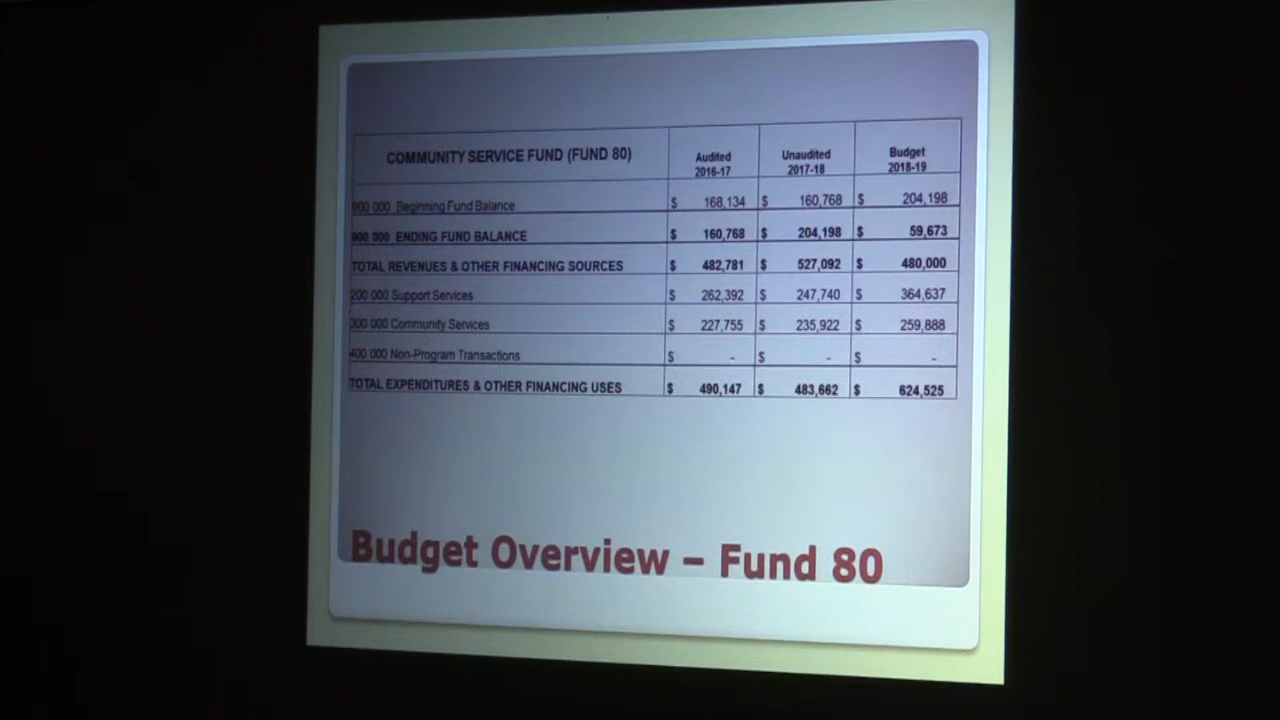 COMMUNITY SERVICE FUND (FUND 80) Audited 2016-17 Unaudited 2017-18 Budget 2018-19
900 000 Beginning Fund Balance $ 168,134 $ 160,768 $ 204,198
900 000 ENDING FUND BALANCE $ 160,768 $ 204,198 $ 59,673
TOTAL REVENUES & OTHER FINANCING SOURCES $ 482,781 $ 527,092 $ 480,000
200 000 Support Services $ 262,392 $ 247,740 $ 364,637
300 000 Community Services $ 227,755 $ 235,922 $ 259,888
400 000 Non-Program Transactions $ - $ - $ -
TOTAL EXPENDITURES & OTHER FINANCING USES $ 490,147 $ 483,662 $ 624,525
Budget Overview – Fund 80